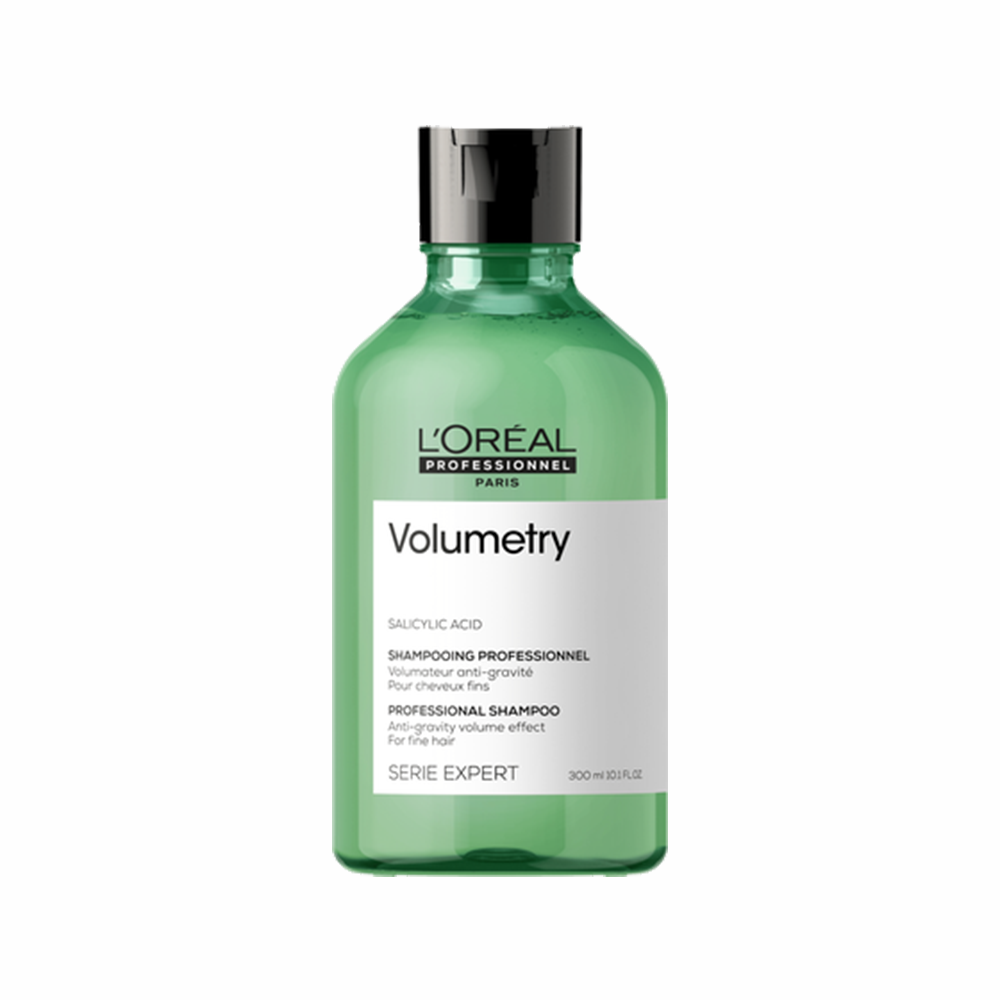 L'ORÉAL
PROFESSIONNEL
PARIS
Volumetry
SALICYLIC ACID
SHAMPOOING PROFESSIONNEL
Volumateur anti-gravité
Pour cheveux fins
PROFESSIONAL SHAMPOO
Anti-gravity volume effect
For fine hair
SERIE EXPERT 300 ml 10.1 FL.OZ